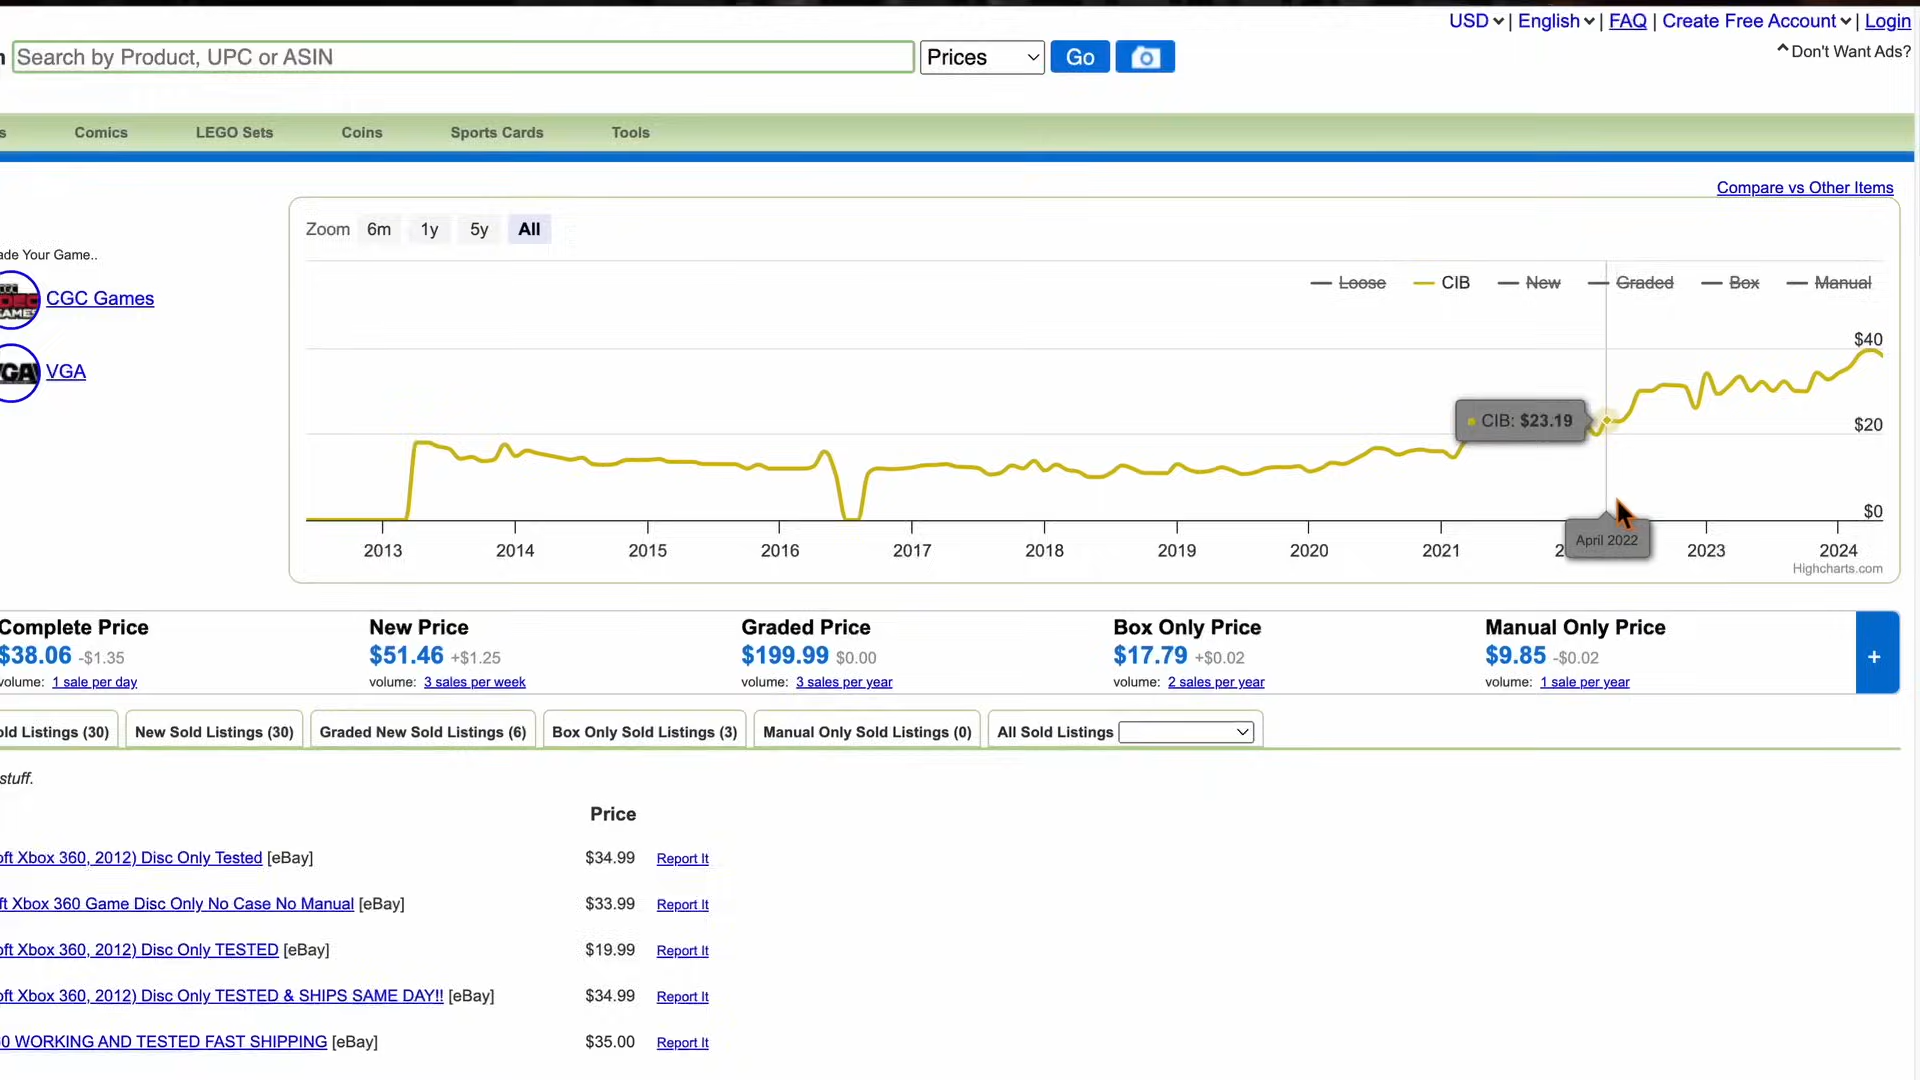 USD | English | FAQ | Create Free Account | Login
Search by Product, UPC or ASIN Prices Go
Don't Want Ads?
Comics LEGO Sets Coins Sports Cards Tools
Compare vs Other Items
Zoom 6m 1y 5y All
ade Your Game..
Loose CIB New Graded Box Manual
CGC Games
VGA
$40
$20
$0
CIB: $23.19
2013 2014 2015 2016 2017 2018 2019 2020 2021 2 April 2022 2023 2024
Highcharts.com
Complete Price New Price Graded Price Box Only Price Manual Only Price
$38.06 -$1.35 $51.46 +$1.25 $199.99 $0.00 $17.79 +$0.02 $9.85 -$0.02 +
volume: 1 sale per day volume: 3 sales per week volume: 3 sales per year volume: 2 sales per year volume: 1 sale per year
old Listings (30) New Sold Listings (30) Graded New Sold Listings (6) Box Only Sold Listings (3) Manual Only Sold Listings (0) All Sold Listings
stuff.
Price
oft Xbox 360, 2012) Disc Only Tested [eBay] $34.99 Report It
ft Xbox 360 Game Disc Only No Case No Manual [eBay] $33.99 Report It
oft Xbox 360, 2012) Disc Only TESTED [eBay] $19.99 Report It
oft Xbox 360, 2012) Disc Only TESTED & SHIPS SAME DAY!! [eBay] $34.99 Report It
0 WORKING AND TESTED FAST SHIPPING [eBay] $35.00 Report It